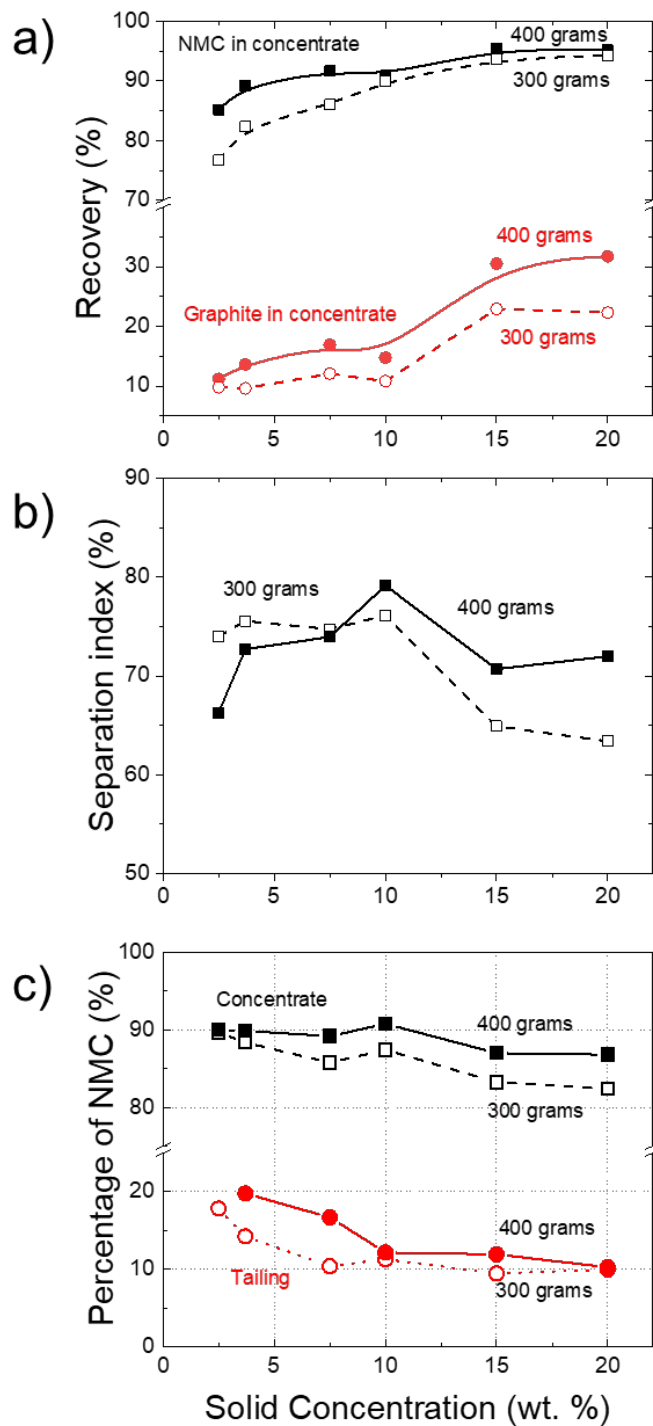 a)
Recovery (%)
100
90
80
70
30
20
10
NMC in concentrate
400 grams
300 grams
400 grams
Graphite in concentrate
300 grams
0 5 10 15 20
b)
Separation index (%)
90
80
70
60
50
300 grams
400 grams
0 5 10 15 20
c)
Percentage of NMC (%)
100
90
80
20
10
0
Concentrate
400 grams
300 grams
400 grams
Tailing
300 grams
0 5 10 15 20
Solid Concentration (wt. %)